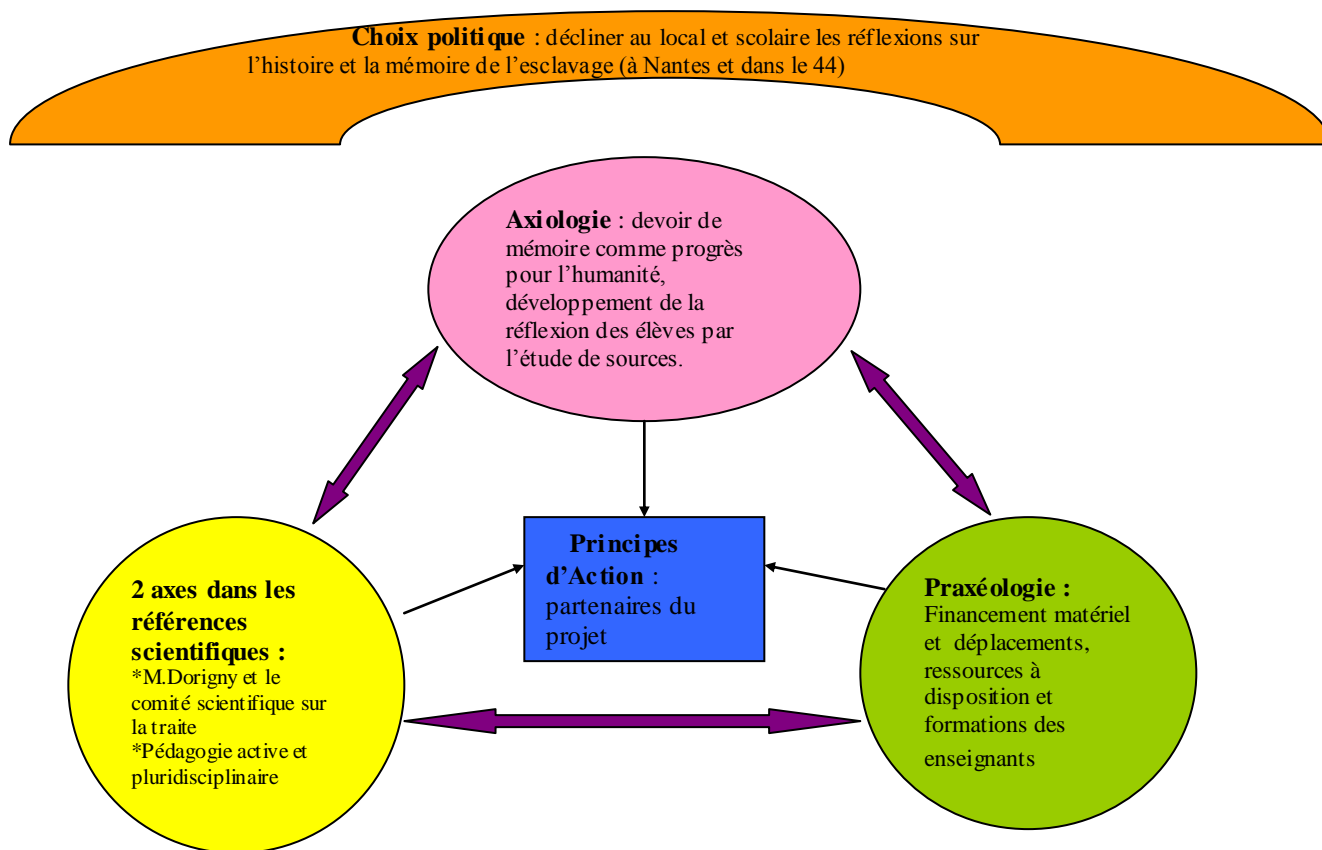 Choix politique : décliner au local et scolaire les réflexions sur
l’histoire et la mémoire de l’esclavage (à Nantes et dans le 44)
Axiologie : devoir de
mémoire comme progrès
pour l’humanité,
développement de la
réflexion des élèves par
l’étude de sources.
Principes
d’Action :
partenaires du
projet
2 axes dans les
références
scientifiques :
*M.Dorigny et le
comité scientifique sur
la traite
*Pédagogie active et
pluridisciplinaire
Praxéologie :
Financement matériel
et déplacements,
ressources à
disposition et
formations des
enseignants